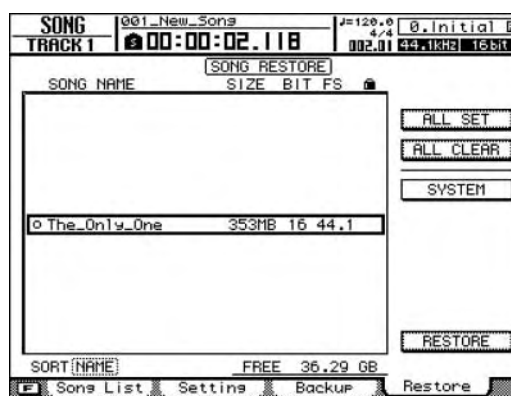 SONG
TRACK 1
001_New_Song
00:00:02.118
♩=120.0
4/4
002.01
0.Initial D
44.1kHz 16bit
SONG RESTORE
SONG NAME SIZE BIT FS
The_Only_One 353MB 16 44.1
ALL SET
ALL CLEAR
SYSTEM
RESTORE
SORT NAME FREE 36.29 GB
F Song List Setting Backup Restore